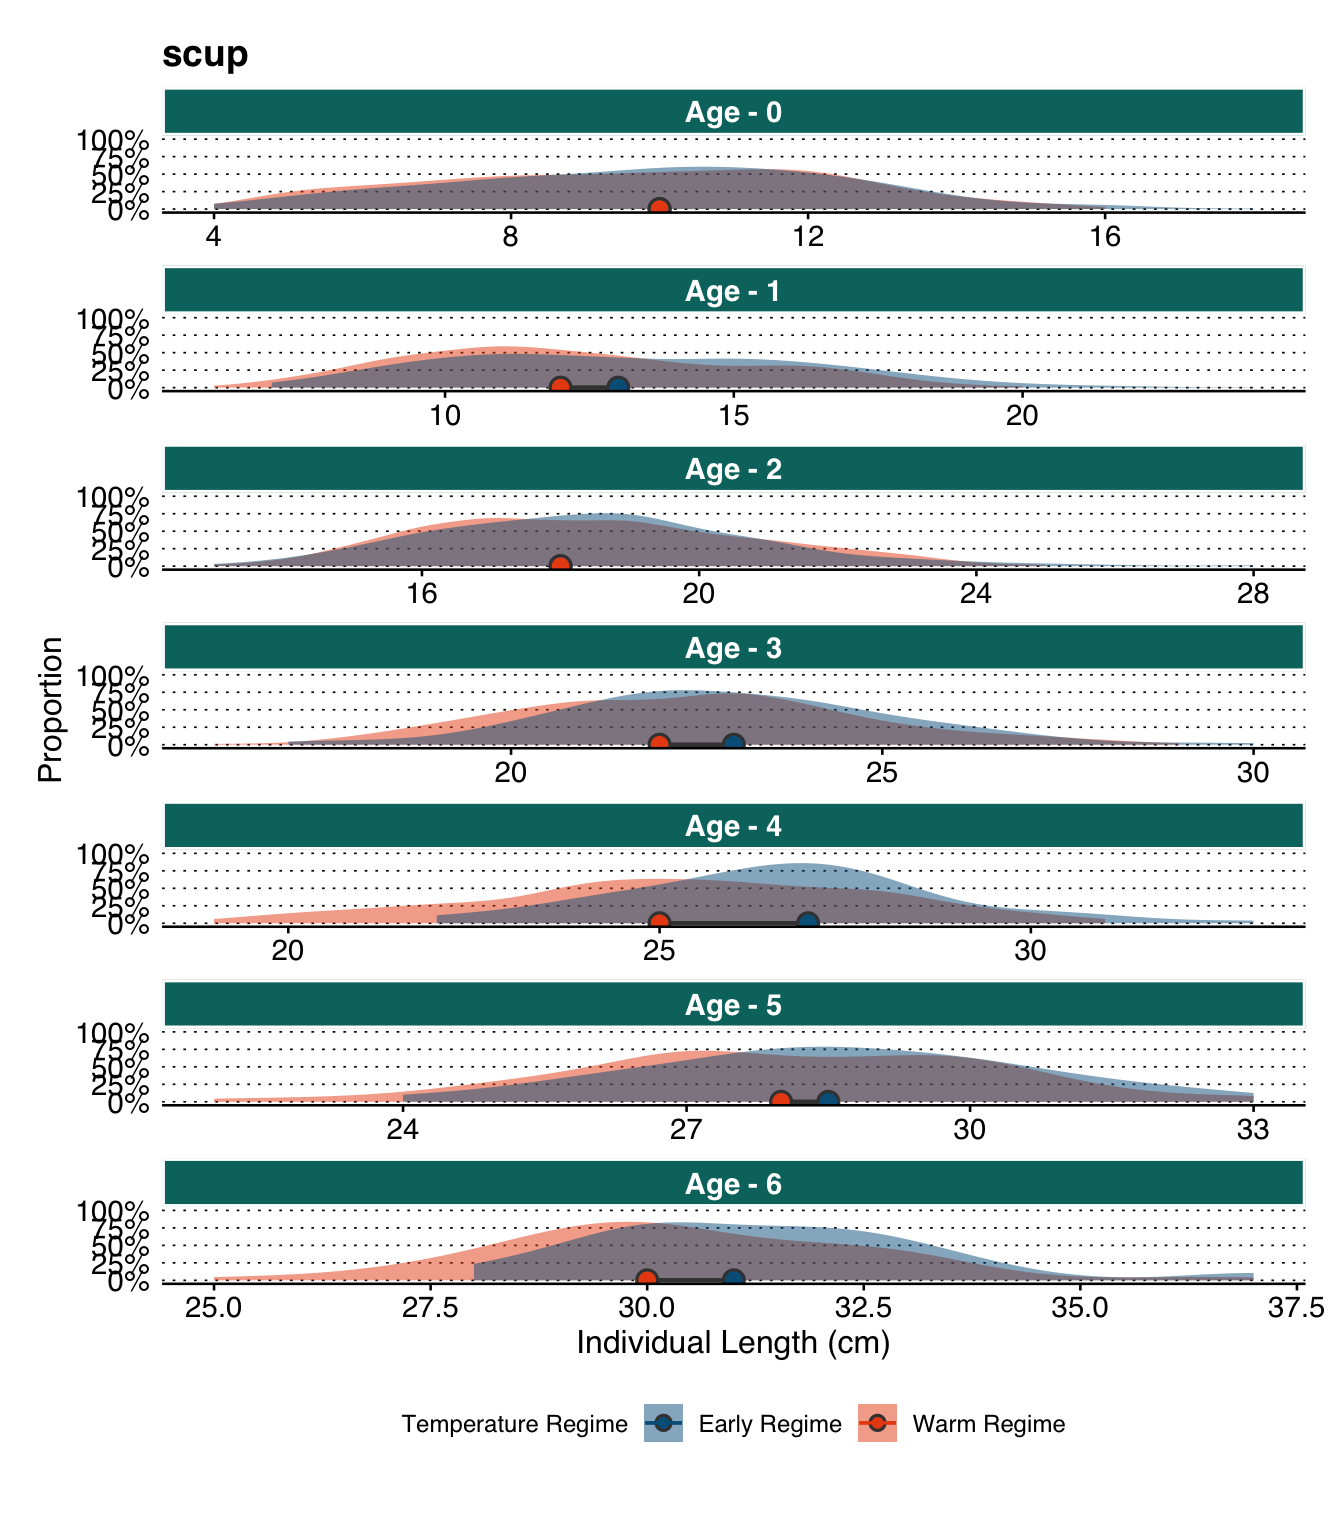 scup
Age - 0
100%
75%
50%
25%
0%
4 8 12 16
Age - 1
100%
75%
50%
25%
0%
10 15 20
Age - 2
100%
75%
50%
25%
0%
16 20 24 28
Proportion
Age - 3
100%
75%
50%
25%
0%
20 25 30
Age - 4
100%
75%
50%
25%
0%
20 25 30
Age - 5
100%
75%
50%
25%
0%
24 27 30 33
Age - 6
100%
75%
50%
25%
0%
25.0 27.5 30.0 32.5 35.0 37.5
Individual Length (cm)
Temperature Regime Early Regime Warm Regime